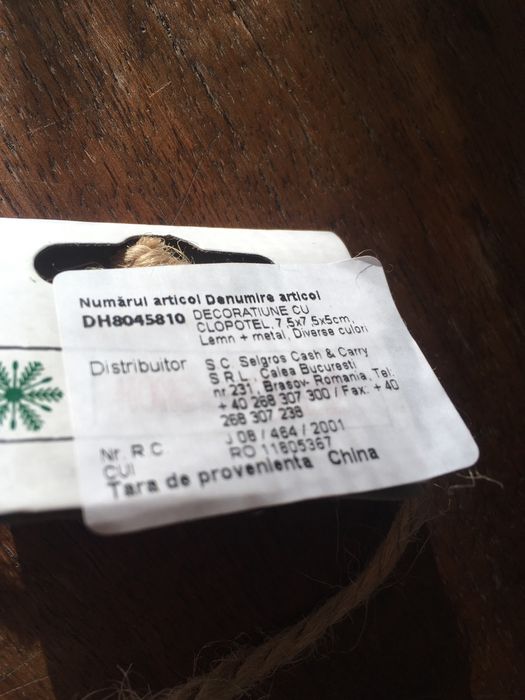 Numărul articol Denumire articol
DH8045810 DECORATIUNE CU
CLOPOTEL, 7,5x7,5x5cm,
Lemn + metal, Diverse culori
Distribuitor S C Selgros Cash & Carry
S R L , Calea Bucuresti
nr 231, Brasov- Romania, Tel:
+ 40 268 307 300 / Fax: + 40
268 307 238
Nr. R.C. J 08 / 464 / 2001
CUI RO 11805367
Tara de provenienta China